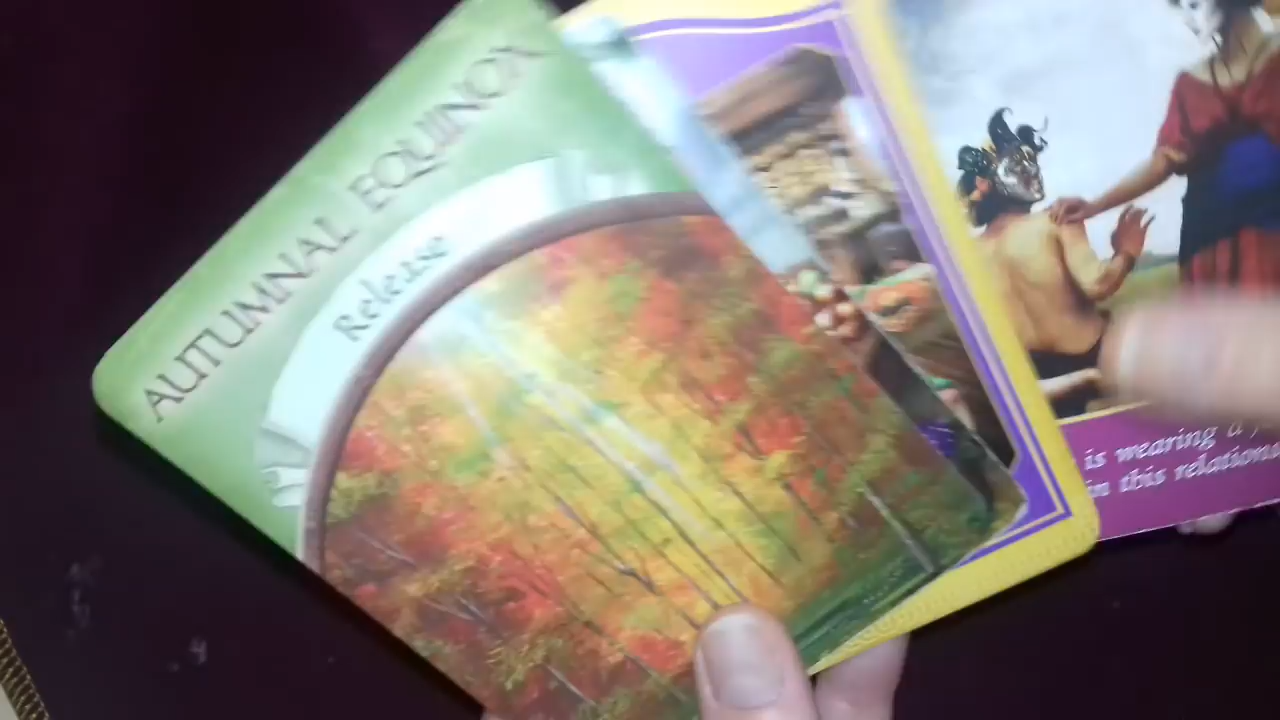 AUTUMNAL EQUINOX
Release
is wearing a
in this relations